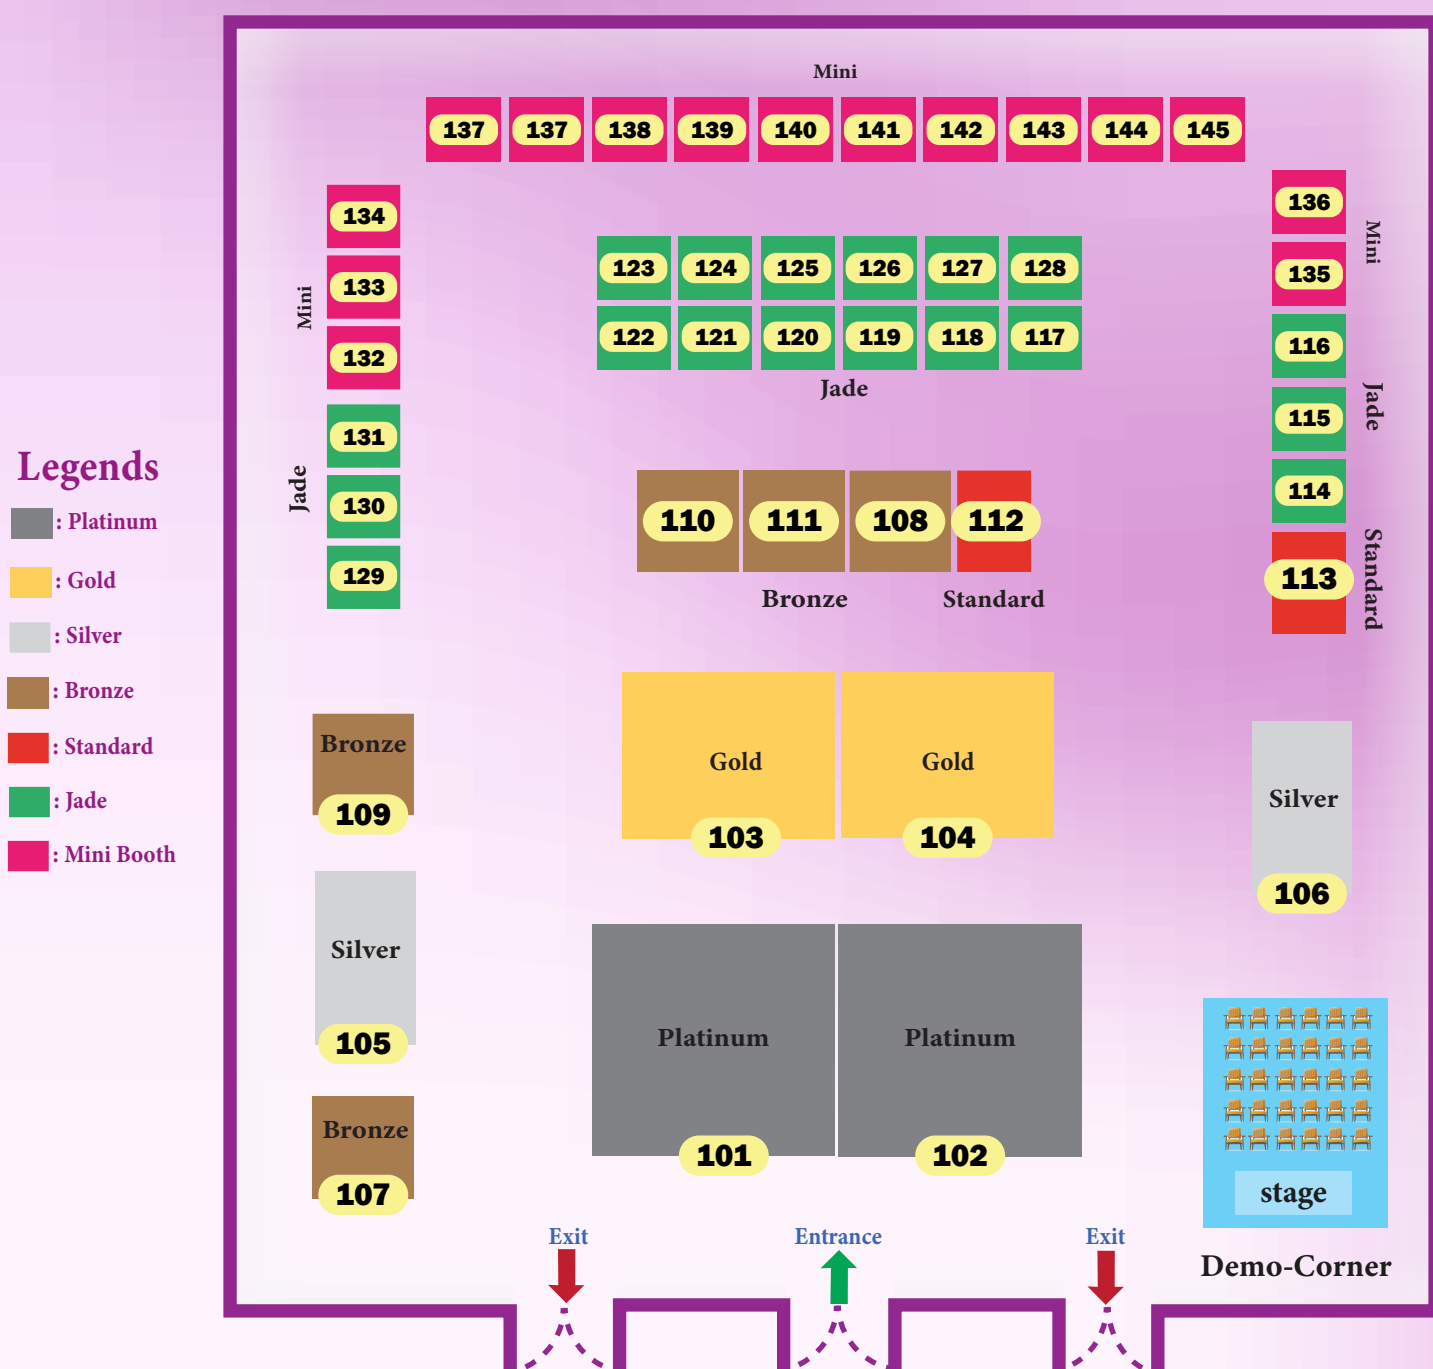 Mini
137 137 138 139 140 141 142 143 144 145
134
133
132
Mini
131
130
129
Jade
123 124 125 126 127 128
122 121 120 119 118 117
Jade
136
135
Mini
116
115
114
Jade
113
Standard
110 111 108 112
Bronze Standard
Legends
: Platinum
: Gold
: Silver
: Bronze
: Standard
: Jade
: Mini Booth
Bronze
109
Gold
103
Gold
104
Silver
106
Silver
105
Platinum
101
Platinum
102
Bronze
107
stage
Demo-Corner
Exit
Entrance
Exit